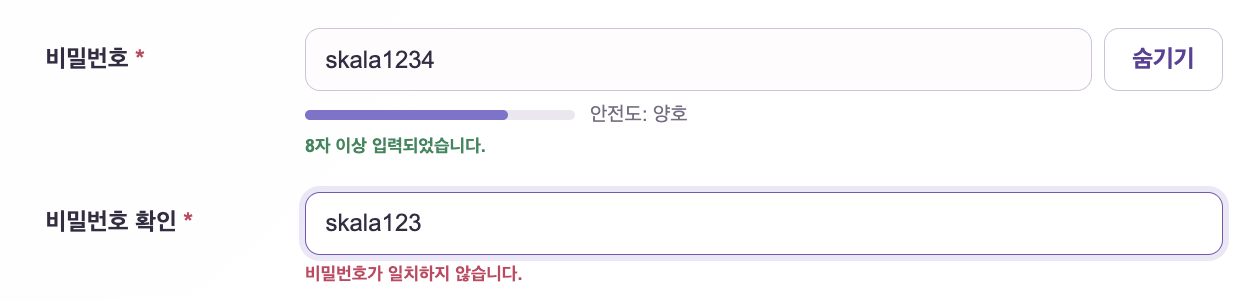 비밀번호 *
skala1234
숨기기
안전도: 양호
8자 이상 입력되었습니다.
비밀번호 확인 *
skala123
비밀번호가 일치하지 않습니다.